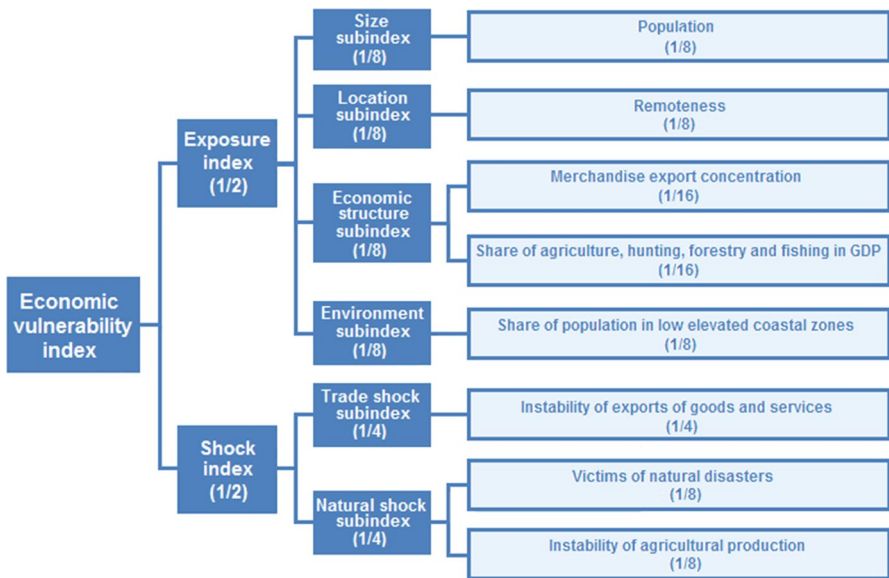 Economic
vulnerability
index
Exposure
index
(1/2)
Size
subindex
(1/8)
Population
(1/8)
Location
subindex
(1/8)
Remoteness
(1/8)
Economic
structure
subindex
(1/8)
Merchandise export concentration
(1/16)
Share of agriculture, hunting, forestry and fishing in GDP
(1/16)
Environment
subindex
(1/8)
Share of population in low elevated coastal zones
(1/8)
Shock
index
(1/2)
Trade shock
subindex
(1/4)
Instability of exports of goods and services
(1/4)
Natural shock
subindex
(1/4)
Victims of natural disasters
(1/8)
Instability of agricultural production
(1/8)